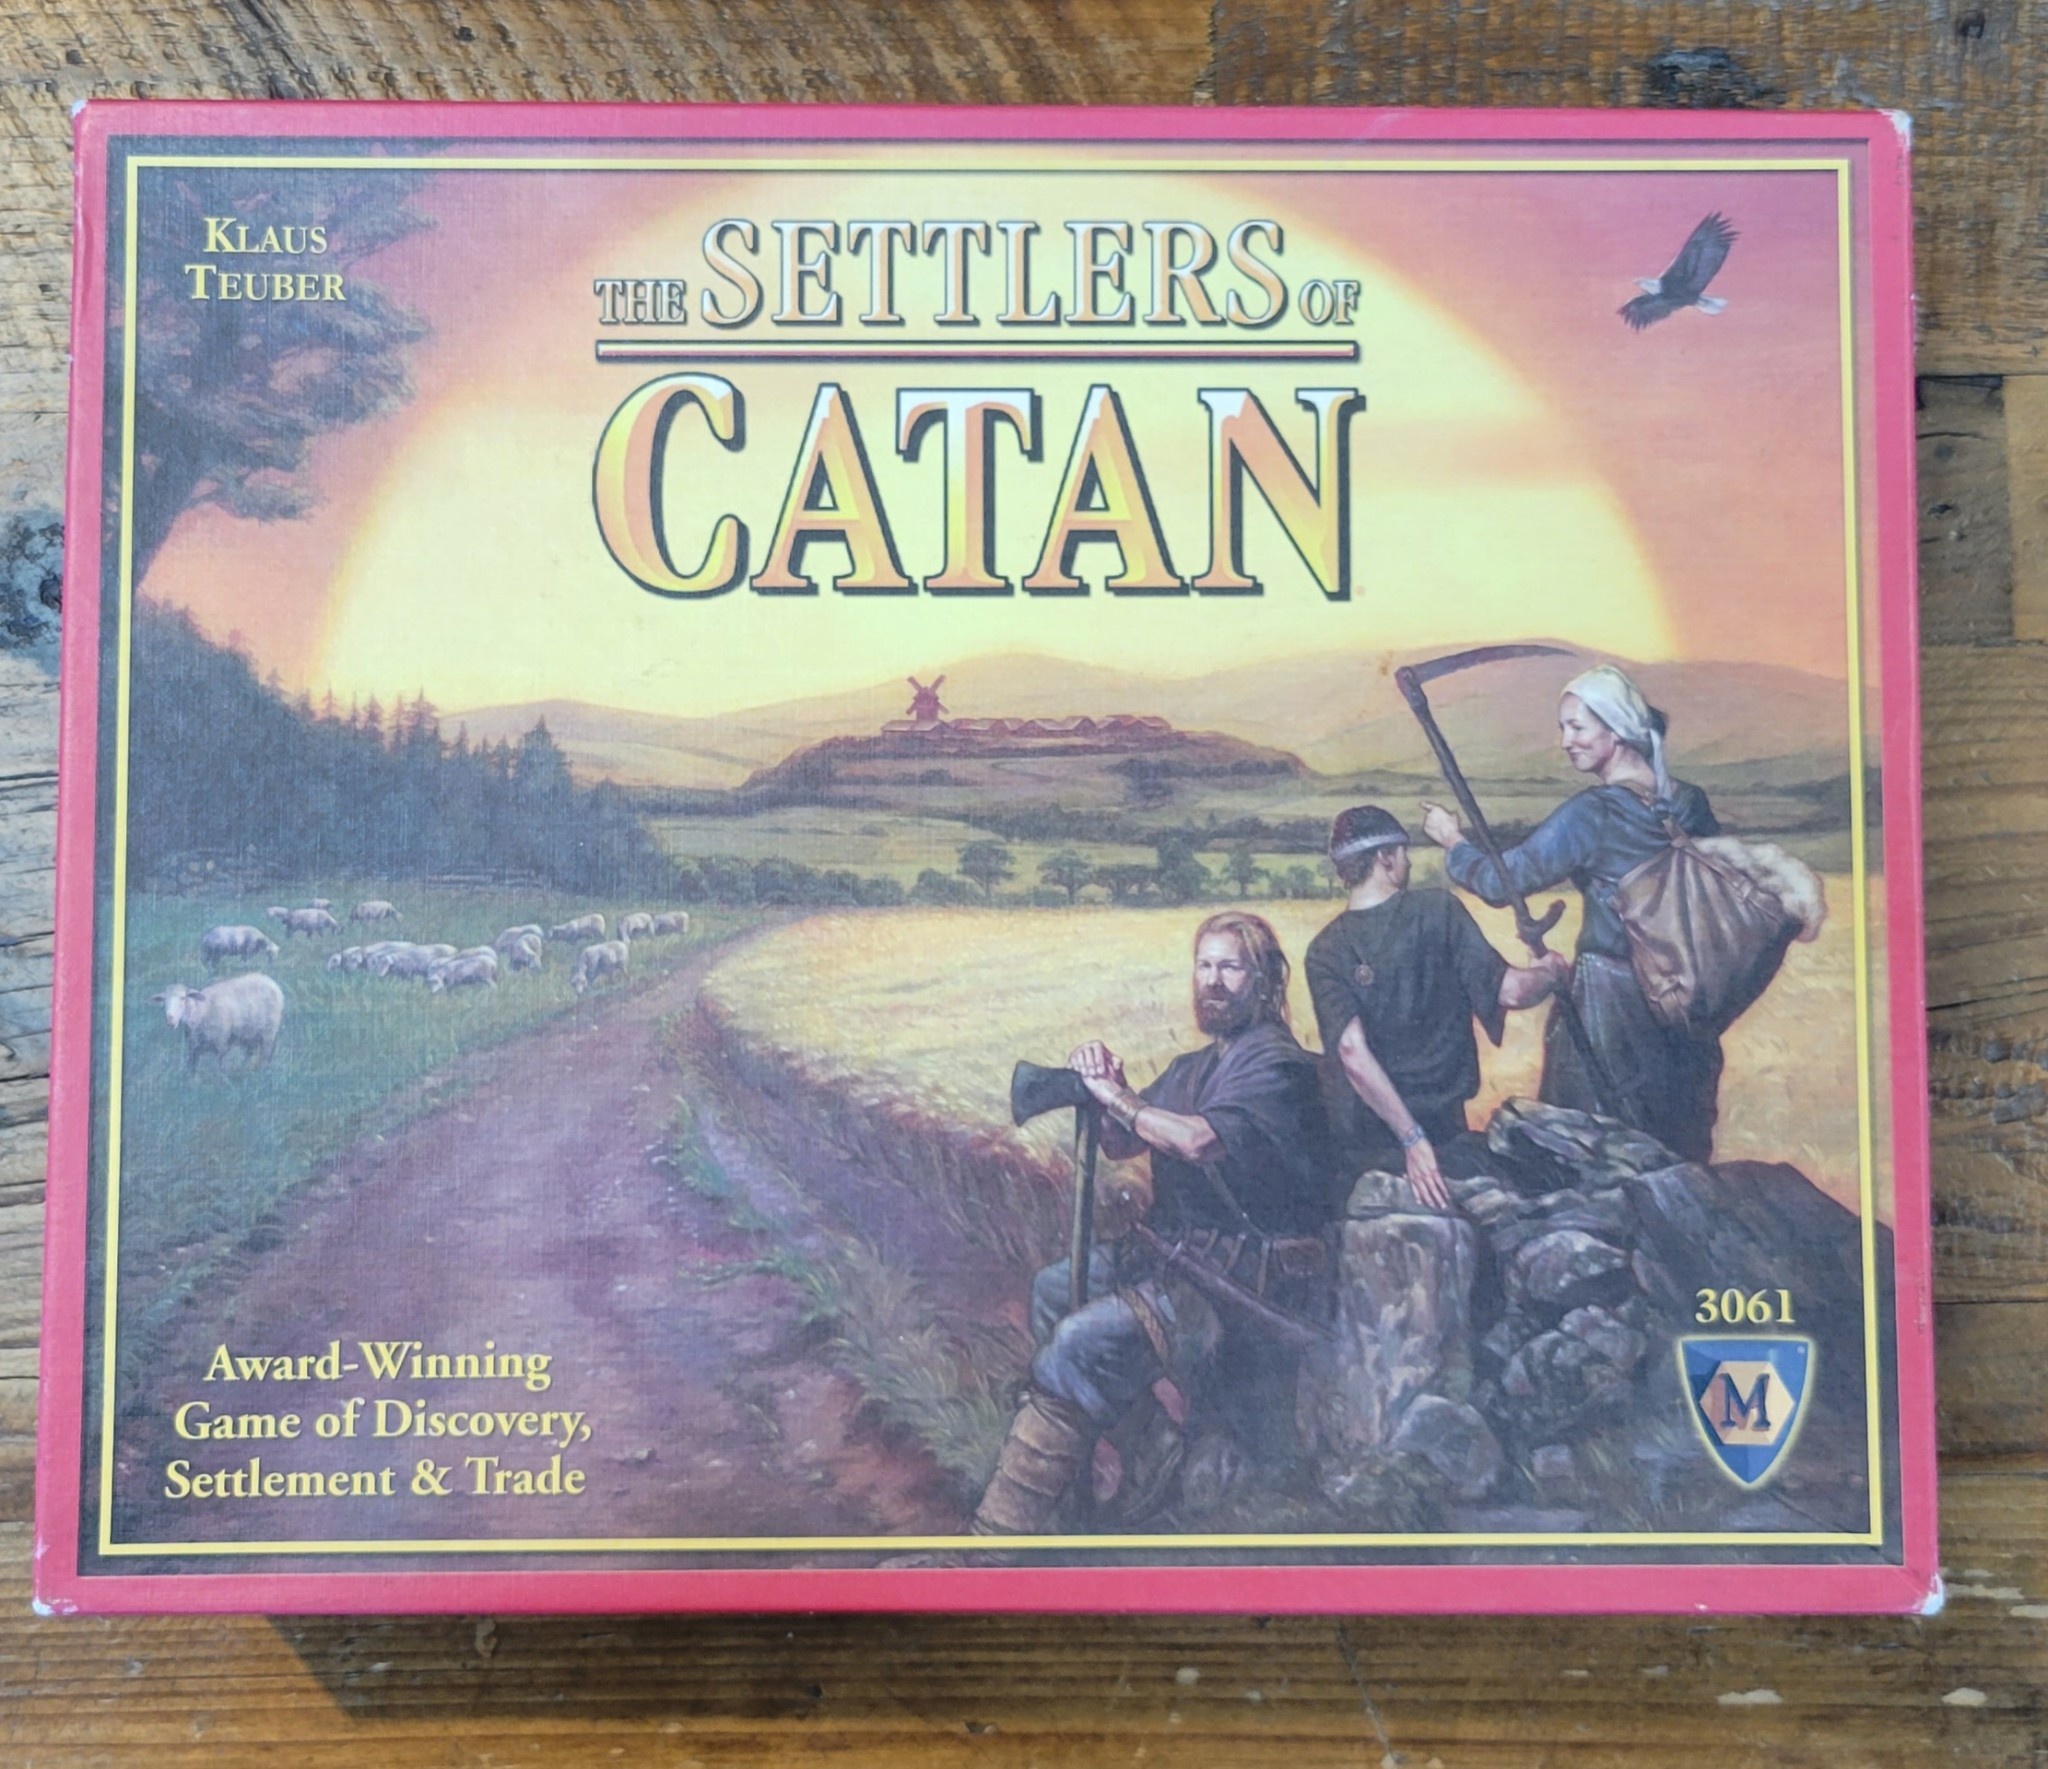 KLAUS
TEUBER
THE SETTLERS OF
CATAN
Award-Winning
Game of Discovery,
Settlement & Trade
3061
M